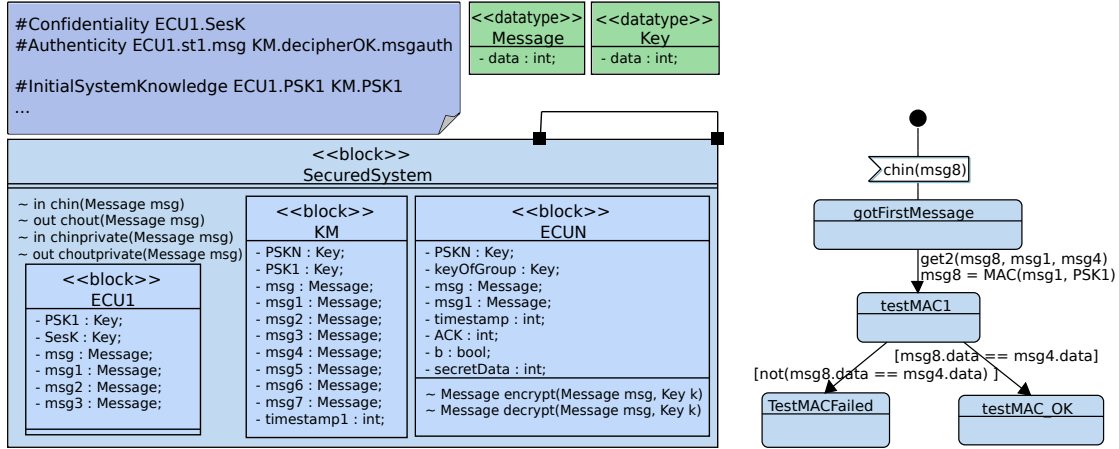 #Confidentiality ECU1.SesK
#Authenticity ECU1.st1.msg KM.decipherOK.msgauth
#InitialSystemKnowledge ECU1.PSK1 KM.PSK1
...
<<datatype>>
Message
- data : int;
<<datatype>>
Key
- data : int;
<<block>>
SecuredSystem
~ in chin(Message msg)
~ out chout(Message msg)
~ in chinprivate(Message msg)
~ out choutprivate(Message msg)
<<block>>
ECU1
- PSK1 : Key;
- SesK : Key;
- msg : Message;
- msg1 : Message;
- msg2 : Message;
- msg3 : Message;
<<block>>
KM
- PSKN : Key;
- PSK1 : Key;
- msg : Message;
- msg1 : Message;
- msg2 : Message;
- msg3 : Message;
- msg4 : Message;
- msg5 : Message;
- msg6 : Message;
- msg7 : Message;
- timestamp1 : int;
<<block>>
ECUN
- PSKN : Key;
- keyOfGroup : Key;
- msg : Message;
- msg1 : Message;
- timestamp : int;
- ACK : int;
- b : bool;
- secretData : int;
~ Message encrypt(Message msg, Key k)
~ Message decrypt(Message msg, Key k)
chin(msg8)
gotFirstMessage
get2(msg8, msg1, msg4)
msg8 = MAC(msg1, PSK1)
testMAC1
[msg8.data == msg4.data]
[not(msg8.data == msg4.data) ]
TestMACFailed
testMAC_OK